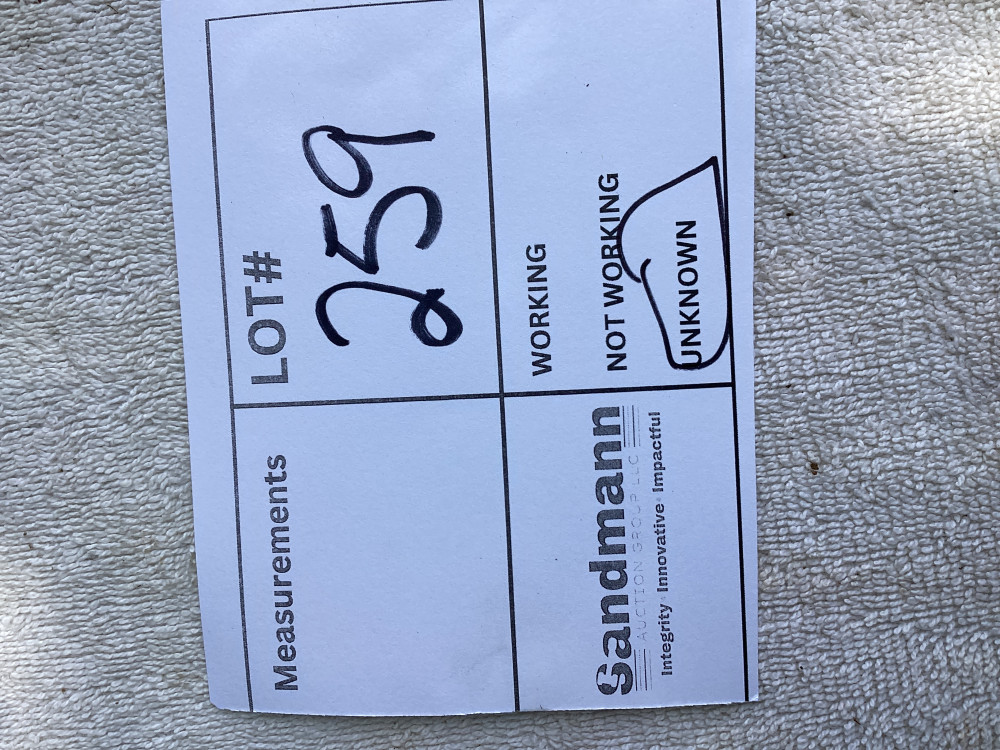 Measurements
LOT#
259
Sandmann
AUCTION GROUP LLC
Integrity • Innovative • Impactful
WORKING
NOT WORKING
UNKNOWN